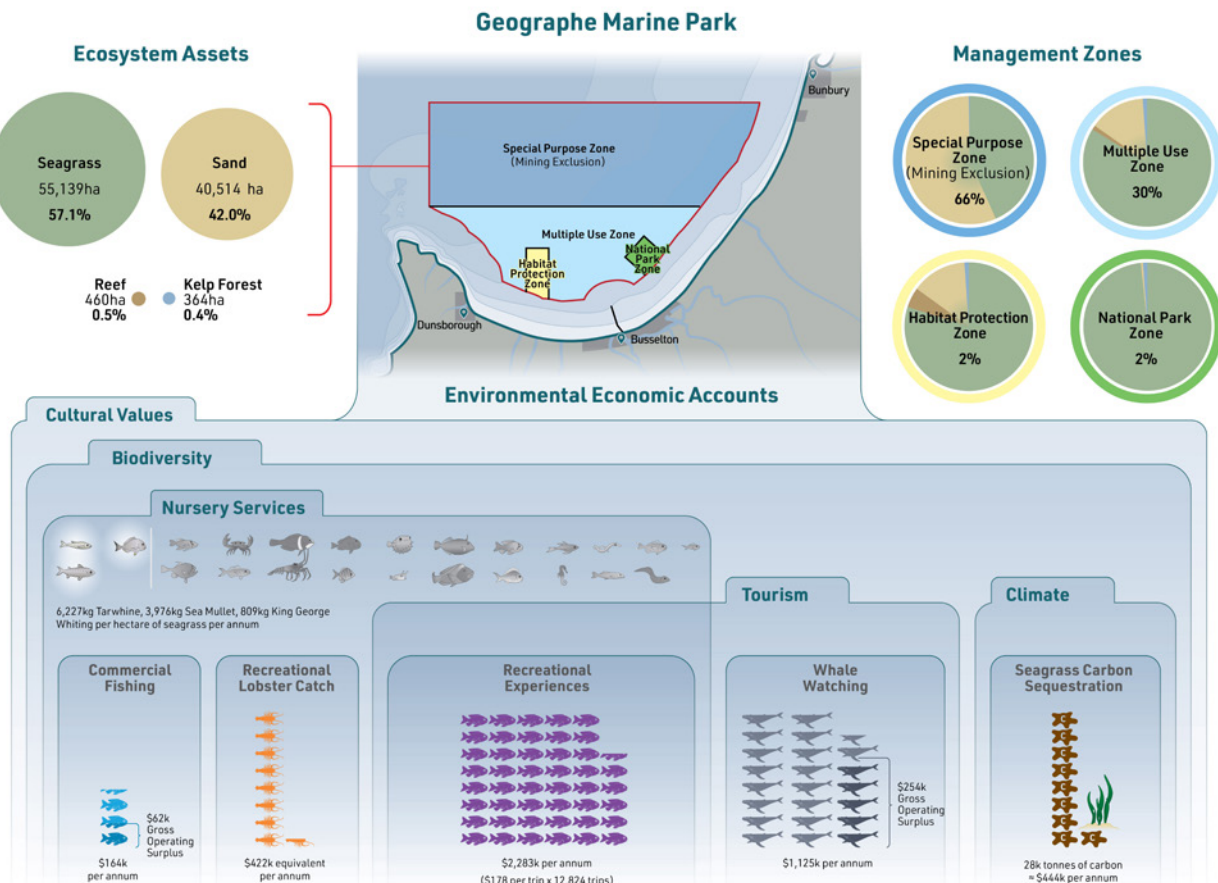 Geographe Marine Park
Ecosystem Assets
Seagrass
55,139ha
57.1%
Sand
40,514 ha
42.0%
Reef
460ha
0.5%
Kelp Forest
364ha
0.4%
Bunbury
Special Purpose Zone
(Mining Exclusion)
Multiple Use Zone
Habitat
Protection
Zone
National
Park
Zone
Dunsborough
Busselton
Management Zones
Special Purpose
Zone
(Mining Exclusion)
66%
Multiple Use
Zone
30%
Habitat Protection
Zone
2%
National Park
Zone
2%
Environmental Economic Accounts
Cultural Values
Biodiversity
Nursery Services
6,227kg Tarwhine, 3,976kg Sea Mullet, 809kg King George
Whiting per hectare of seagrass per annum
Tourism
Climate
Commercial
Fishing
$62k
Gross
Operating
Surplus
$164k
per annum
Recreational
Lobster Catch
$422k equivalent
per annum
Recreational
Experiences
$2,283k per annum
($178 per trip x 12,824 trips)
Whale
Watching
$254k
Gross
Operating
Surplus
$1,125k per annum
Seagrass Carbon
Sequestration
28k tonnes of carbon
≈ $444k per annum